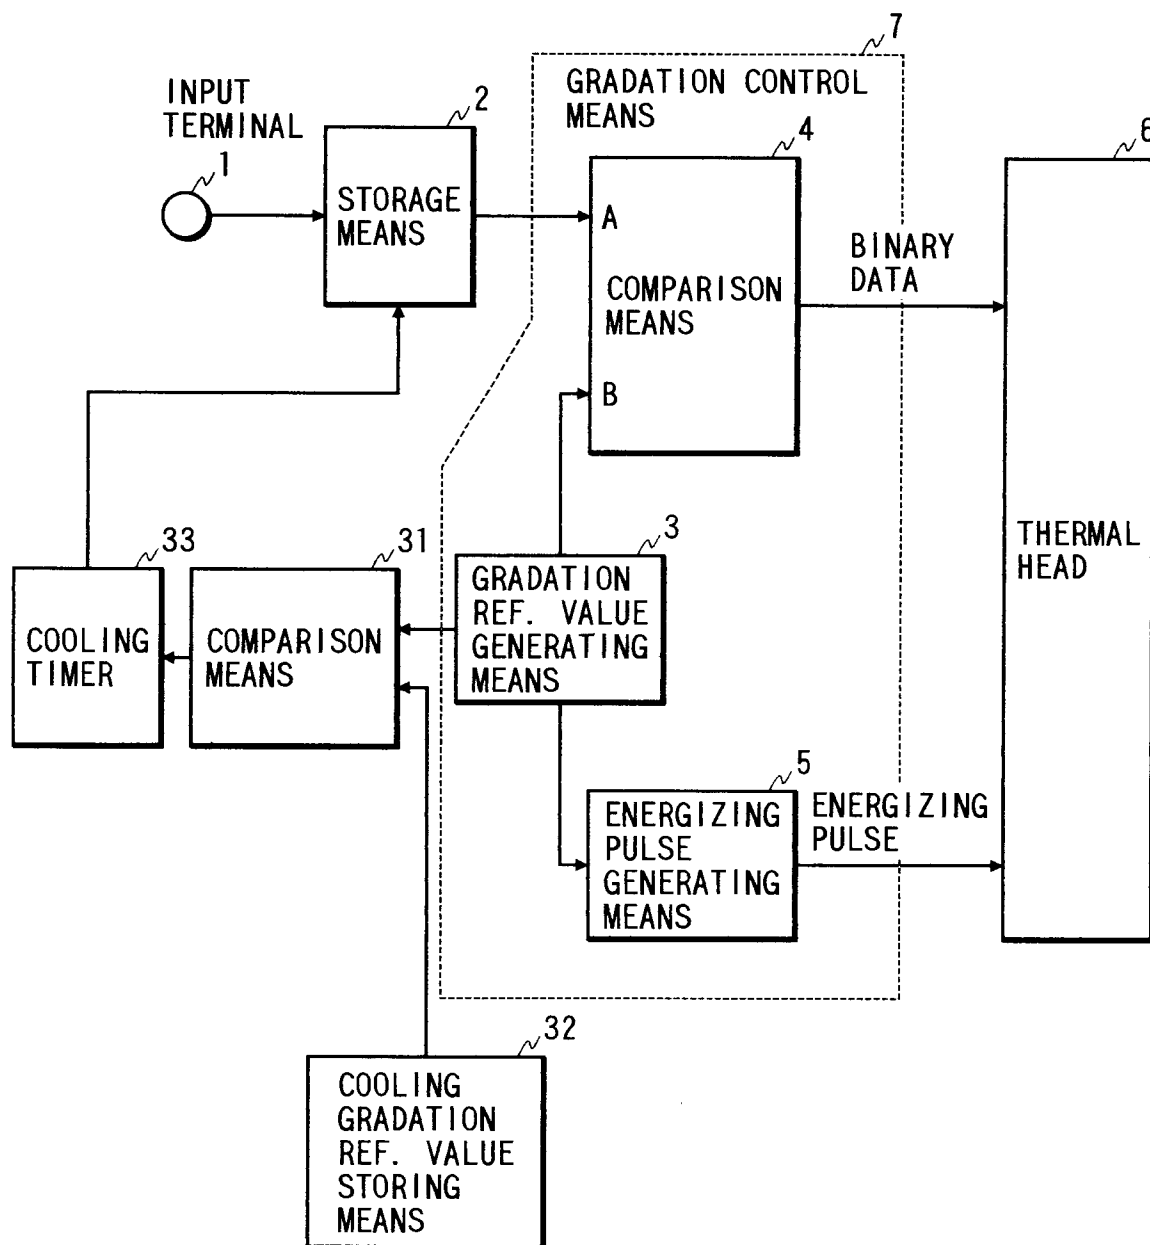 7
GRADATION CONTROL
MEANS
INPUT
TERMINAL
1
2
STORAGE
MEANS
4
A
COMPARISON
MEANS
B
BINARY
DATA
6
THERMAL
HEAD
33
COOLING
TIMER
31
COMPARISON
MEANS
3
GRADATION
REF. VALUE
GENERATING
MEANS
5
ENERGIZING
PULSE
GENERATING
MEANS
ENERGIZING
PULSE
32
COOLING
GRADATION
REF. VALUE
STORING
MEANS